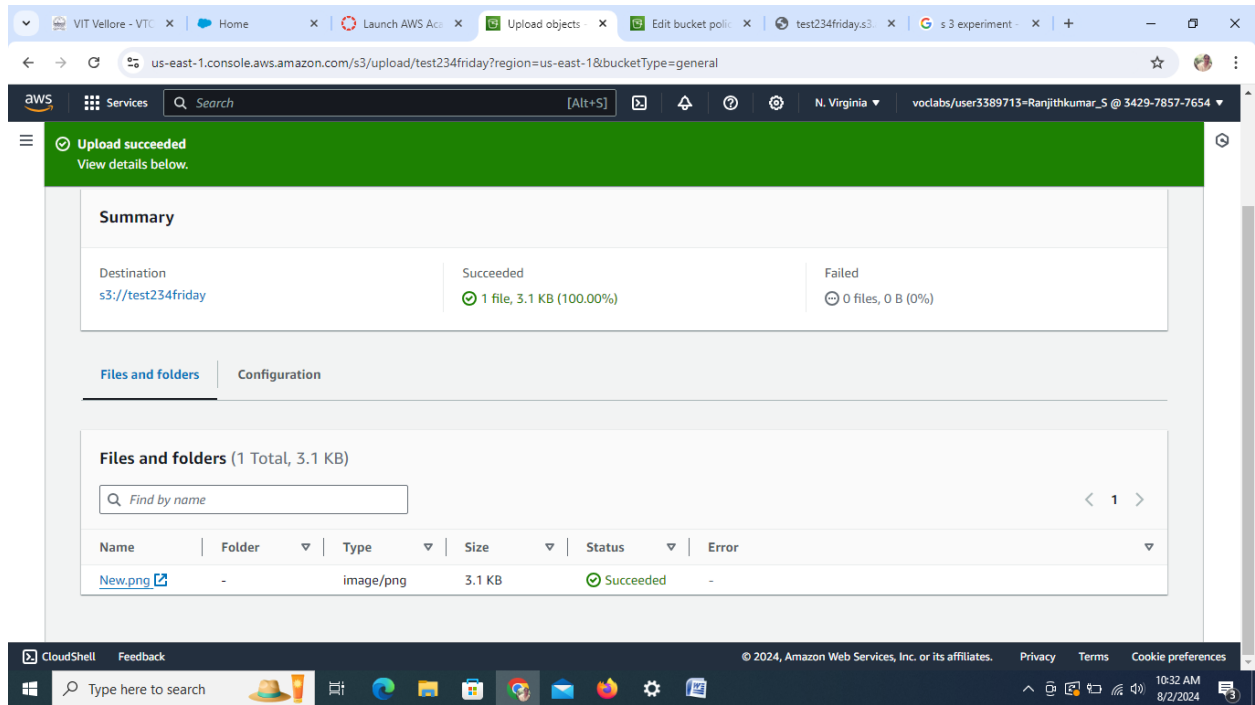 VIT Vellore - VTC
Home
Launch AWS Aca
Upload objects -
Edit bucket polic
test234friday.s3.
s 3 experiment -
us-east-1.console.aws.amazon.com/s3/upload/test234friday?region=us-east-1&bucketType=general
aws Services Search [Alt+S] N. Virginia voclabs/user3389713=Ranjithkumar_S @ 3429-7857-7654
Upload succeeded
View details below.
Summary
Destination Succeeded Failed
s3://test234friday 1 file, 3.1 KB (100.00%) 0 files, 0 B (0%)
Files and folders Configuration
Files and folders (1 Total, 3.1 KB)
Find by name 1
Name Folder Type Size Status Error
New.png - image/png 3.1 KB Succeeded -
CloudShell Feedback © 2024, Amazon Web Services, Inc. or its affiliates. Privacy Terms Cookie preferences
Type here to search
10:32 AM
8/2/2024
3